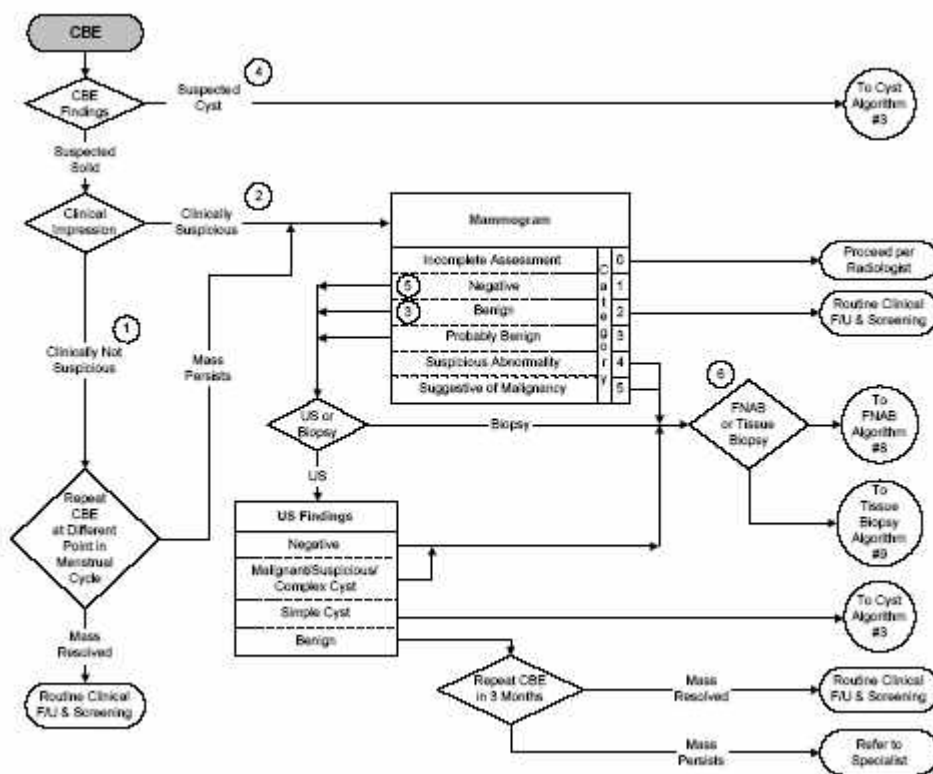 CBE
4
CBE
Findings
Suspected
Cyst
To Cyst
Algorithm
#3
Suspected
Solid
2
Clinical
Impression
Clinically
Suspicious
Mammogram
Incomplete Assessment
0
Proceed per
Radiologist
5
Negative
1
3
Benign
2
Routine Clinical
F/U & Screening
Probably Benign
3
Suspicious Abnormality
4
Suggestive of Malignancy
5
Category
1
Clinically Not
Suspicious
Mass
Persists
6
US or
Biopsy
Biopsy
FNAB
or Tissue
Biopsy
To
FNAB
Algorithm
#8
US
Repeat
CBE
at Different
Point in
Menstrual
Cycle
US Findings
Negative
Malignant/Suspicious/
Complex Cyst
Simple Cyst
Benign
To
Tissue
Biopsy
Algorithm
#9
To Cyst
Algorithm
#3
Mass
Resolved
Routine Clinical
F/U & Screening
Repeat CBE
in 3 Months
Mass
Resolved
Routine Clinical
F/U & Screening
Mass
Persists
Refer to
Specialist